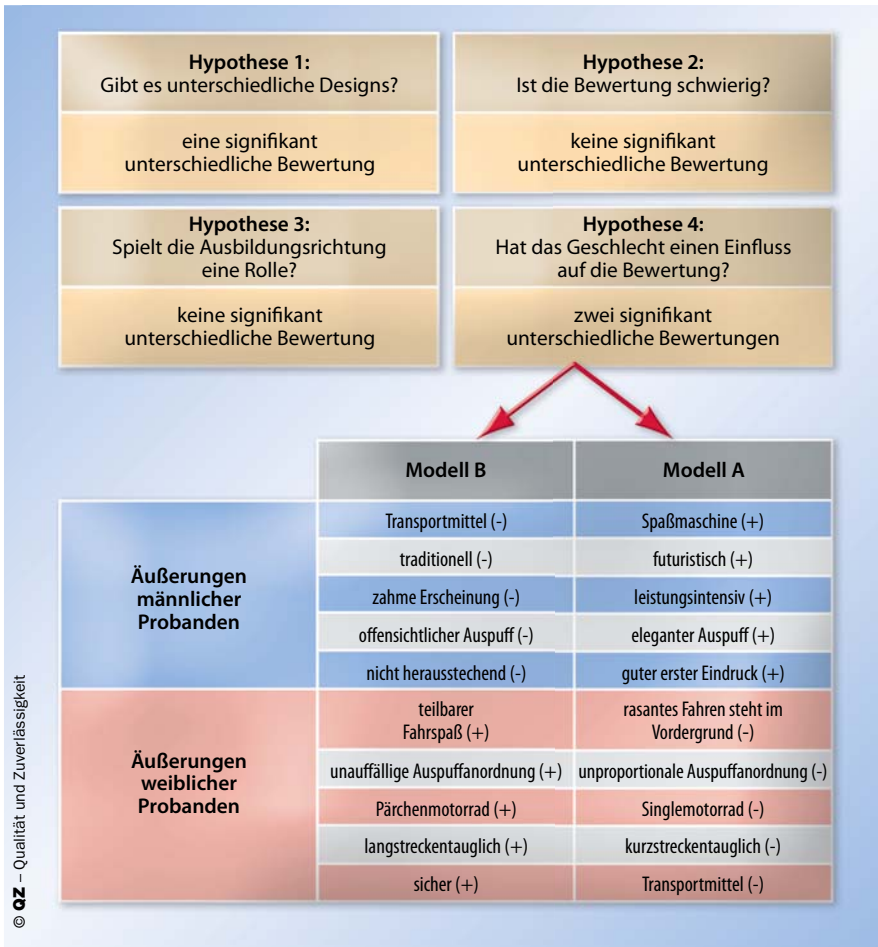 Hypothese 1:
Gibt es unterschiedliche Designs?
eine signifikant
unterschiedliche Bewertung
Hypothese 2:
Ist die Bewertung schwierig?
keine signifikant
unterschiedliche Bewertung
Hypothese 3:
Spielt die Ausbildungsrichtung
eine Rolle?
keine signifikant
unterschiedliche Bewertung
Hypothese 4:
Hat das Geschlecht einen Einfluss
auf die Bewertung?
zwei signifikant
unterschiedliche Bewertungen
Modell B
Modell A
Äußerungen
männlicher
Probanden
Transportmittel (-)
Spaßmaschine (+)
traditionell (-)
futuristisch (+)
zahme Erscheinung (-)
leistungsintensiv (+)
offensichtlicher Auspuff (-)
eleganter Auspuff (+)
nicht herausstechend (-)
guter erster Eindruck (+)
Äußerungen
weiblicher
Probanden
teilbarer
Fahrspaß (+)
rasantes Fahren steht im
Vordergrund (-)
unauffällige Auspuffanordnung (+)
unproportionale Auspuffanordnung (-)
Pärchenmotorrad (+)
Singlemotorrad (-)
langstreckentauglich (+)
kurzstreckentauglich (-)
sicher (+)
Transportmittel (-)
© QZ – Qualität und Zuverlässigkeit